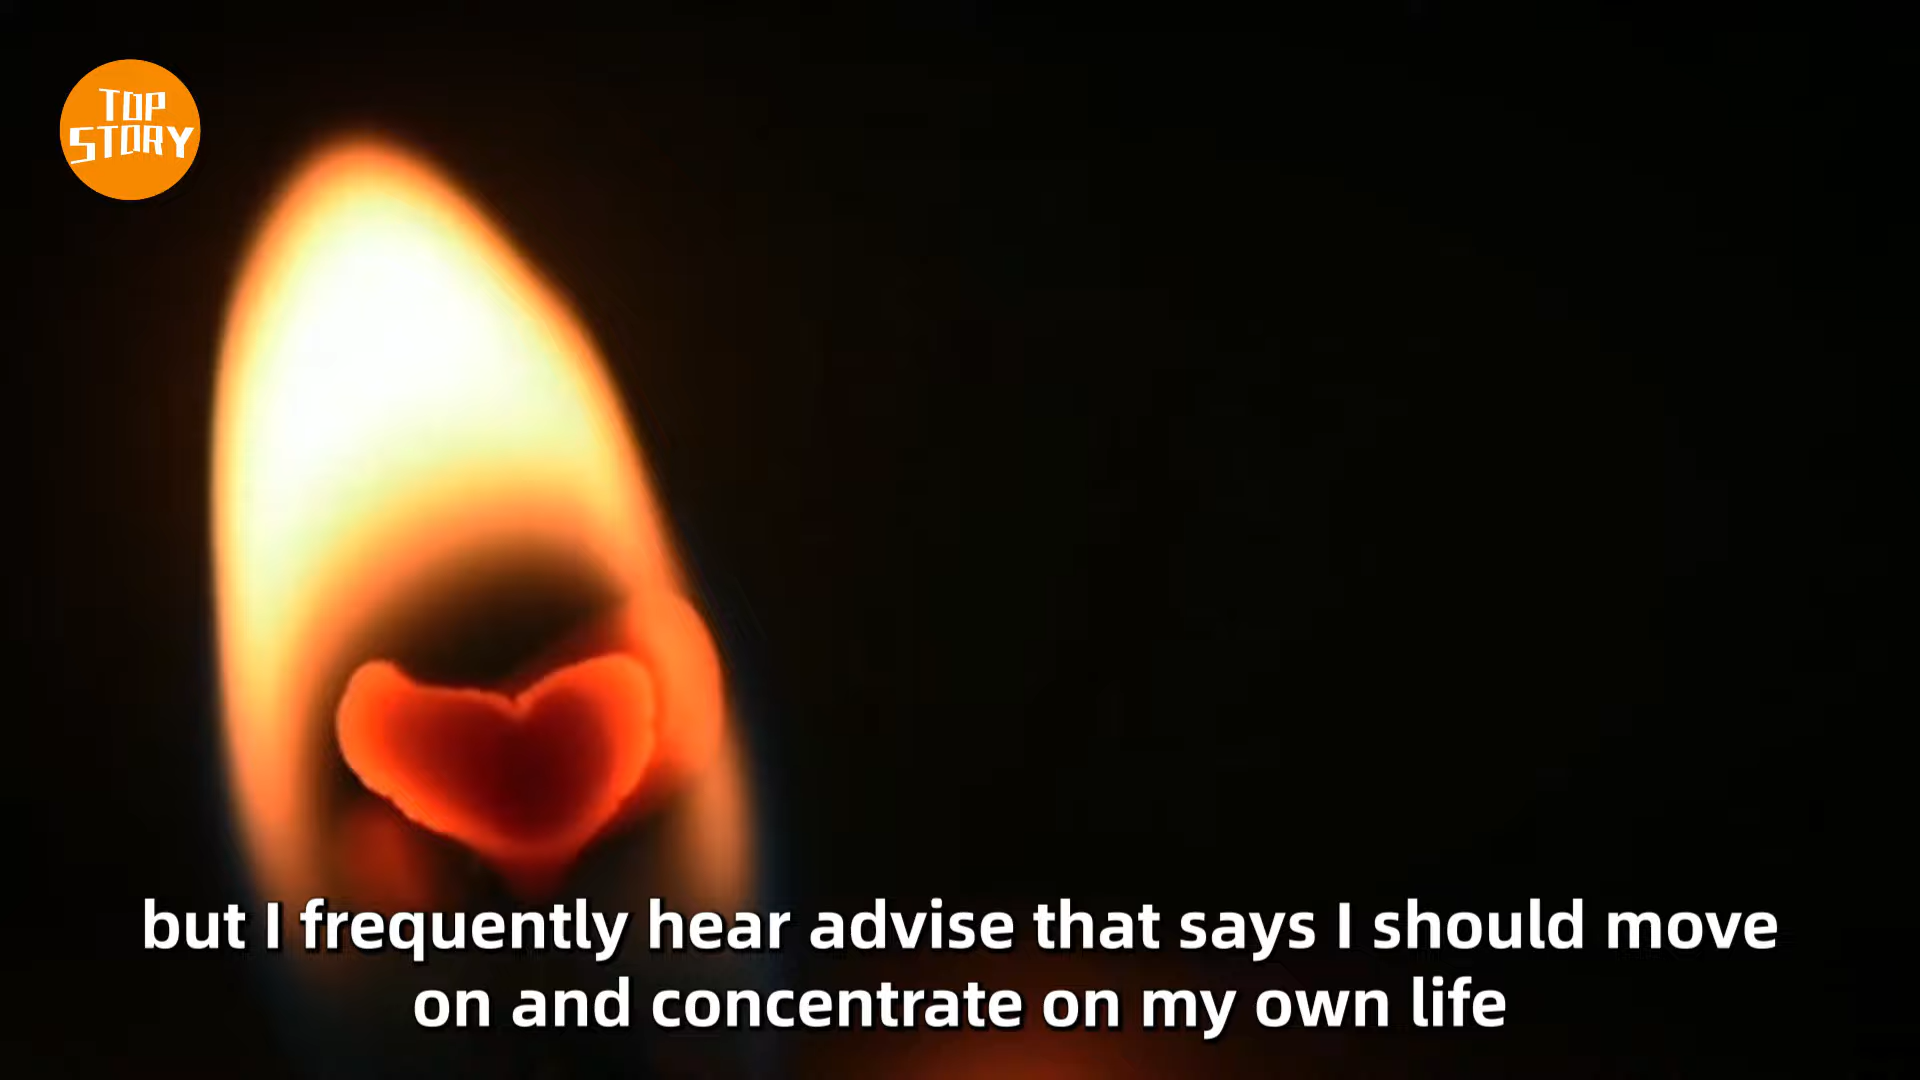 TOP
STORY
but I frequently hear advise that says I should move
on and concentrate on my own life